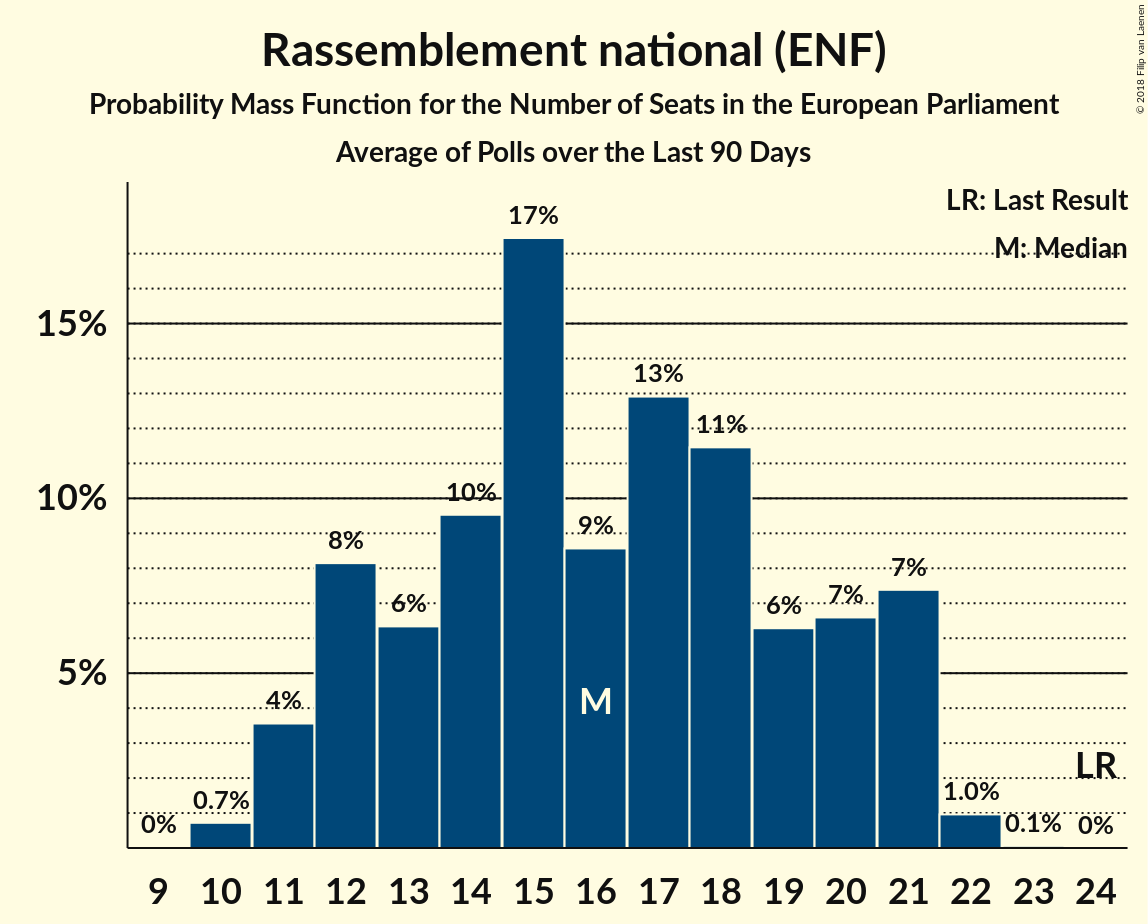 Rassemblement national (ENF)
Probability Mass Function for the Number of Seats in the European Parliament
Average of Polls over the Last 90 Days
© 2018 Filip van Laenen
LR: Last Result
M: Median
15%
10%
5%
0%
0.7%
4%
8%
6%
10%
17%
9%
13%
11%
6%
7%
7%
1.0%
0.1%
0%
M
LR
9 10 11 12 13 14 15 16 17 18 19 20 21 22 23 24